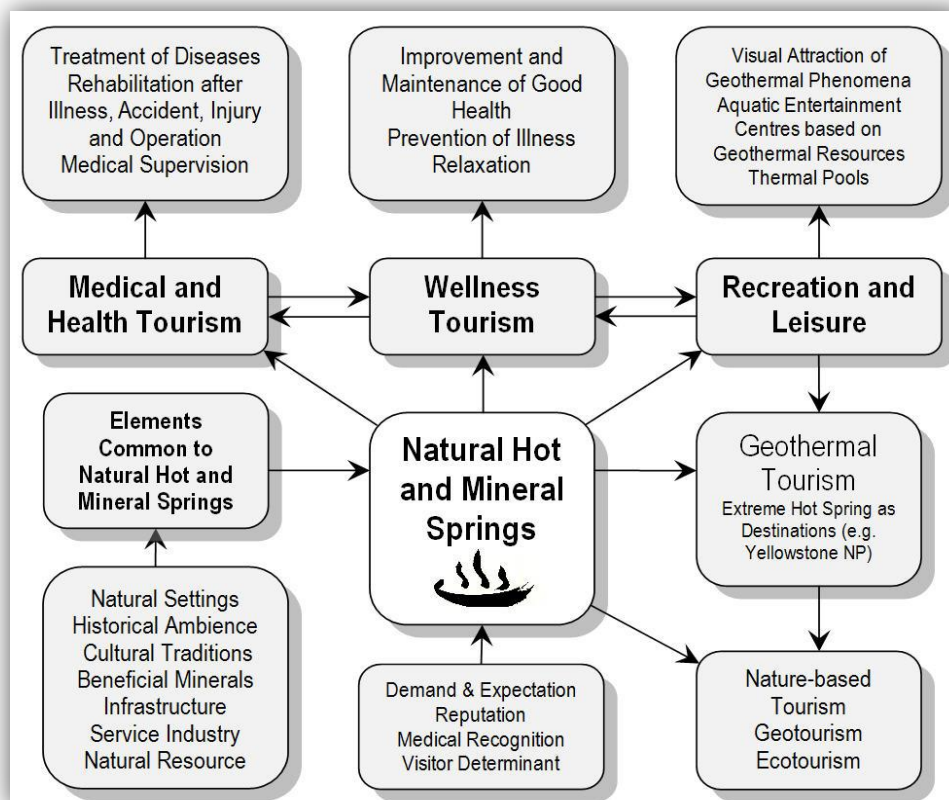 Treatment of Diseases
Rehabilitation after
Illness, Accident, Injury
and Operation
Medical Supervision
Improvement and
Maintenance of Good
Health
Prevention of Illness
Relaxation
Visual Attraction of
Geothermal Phenomena
Aquatic Entertainment
Centres based on
Geothermal Resources
Thermal Pools
Medical and
Health Tourism
Wellness
Tourism
Recreation and
Leisure
Elements
Common to
Natural Hot and
Mineral Springs
Natural Hot
and Mineral
Springs
Geothermal
Tourism
Extreme Hot Spring as
Destinations (e.g.
Yellowstone NP)
Natural Settings
Historical Ambience
Cultural Traditions
Beneficial Minerals
Infrastructure
Service Industry
Natural Resource
Demand & Expectation
Reputation
Medical Recognition
Visitor Determinant
Nature-based
Tourism
Geotourism
Ecotourism